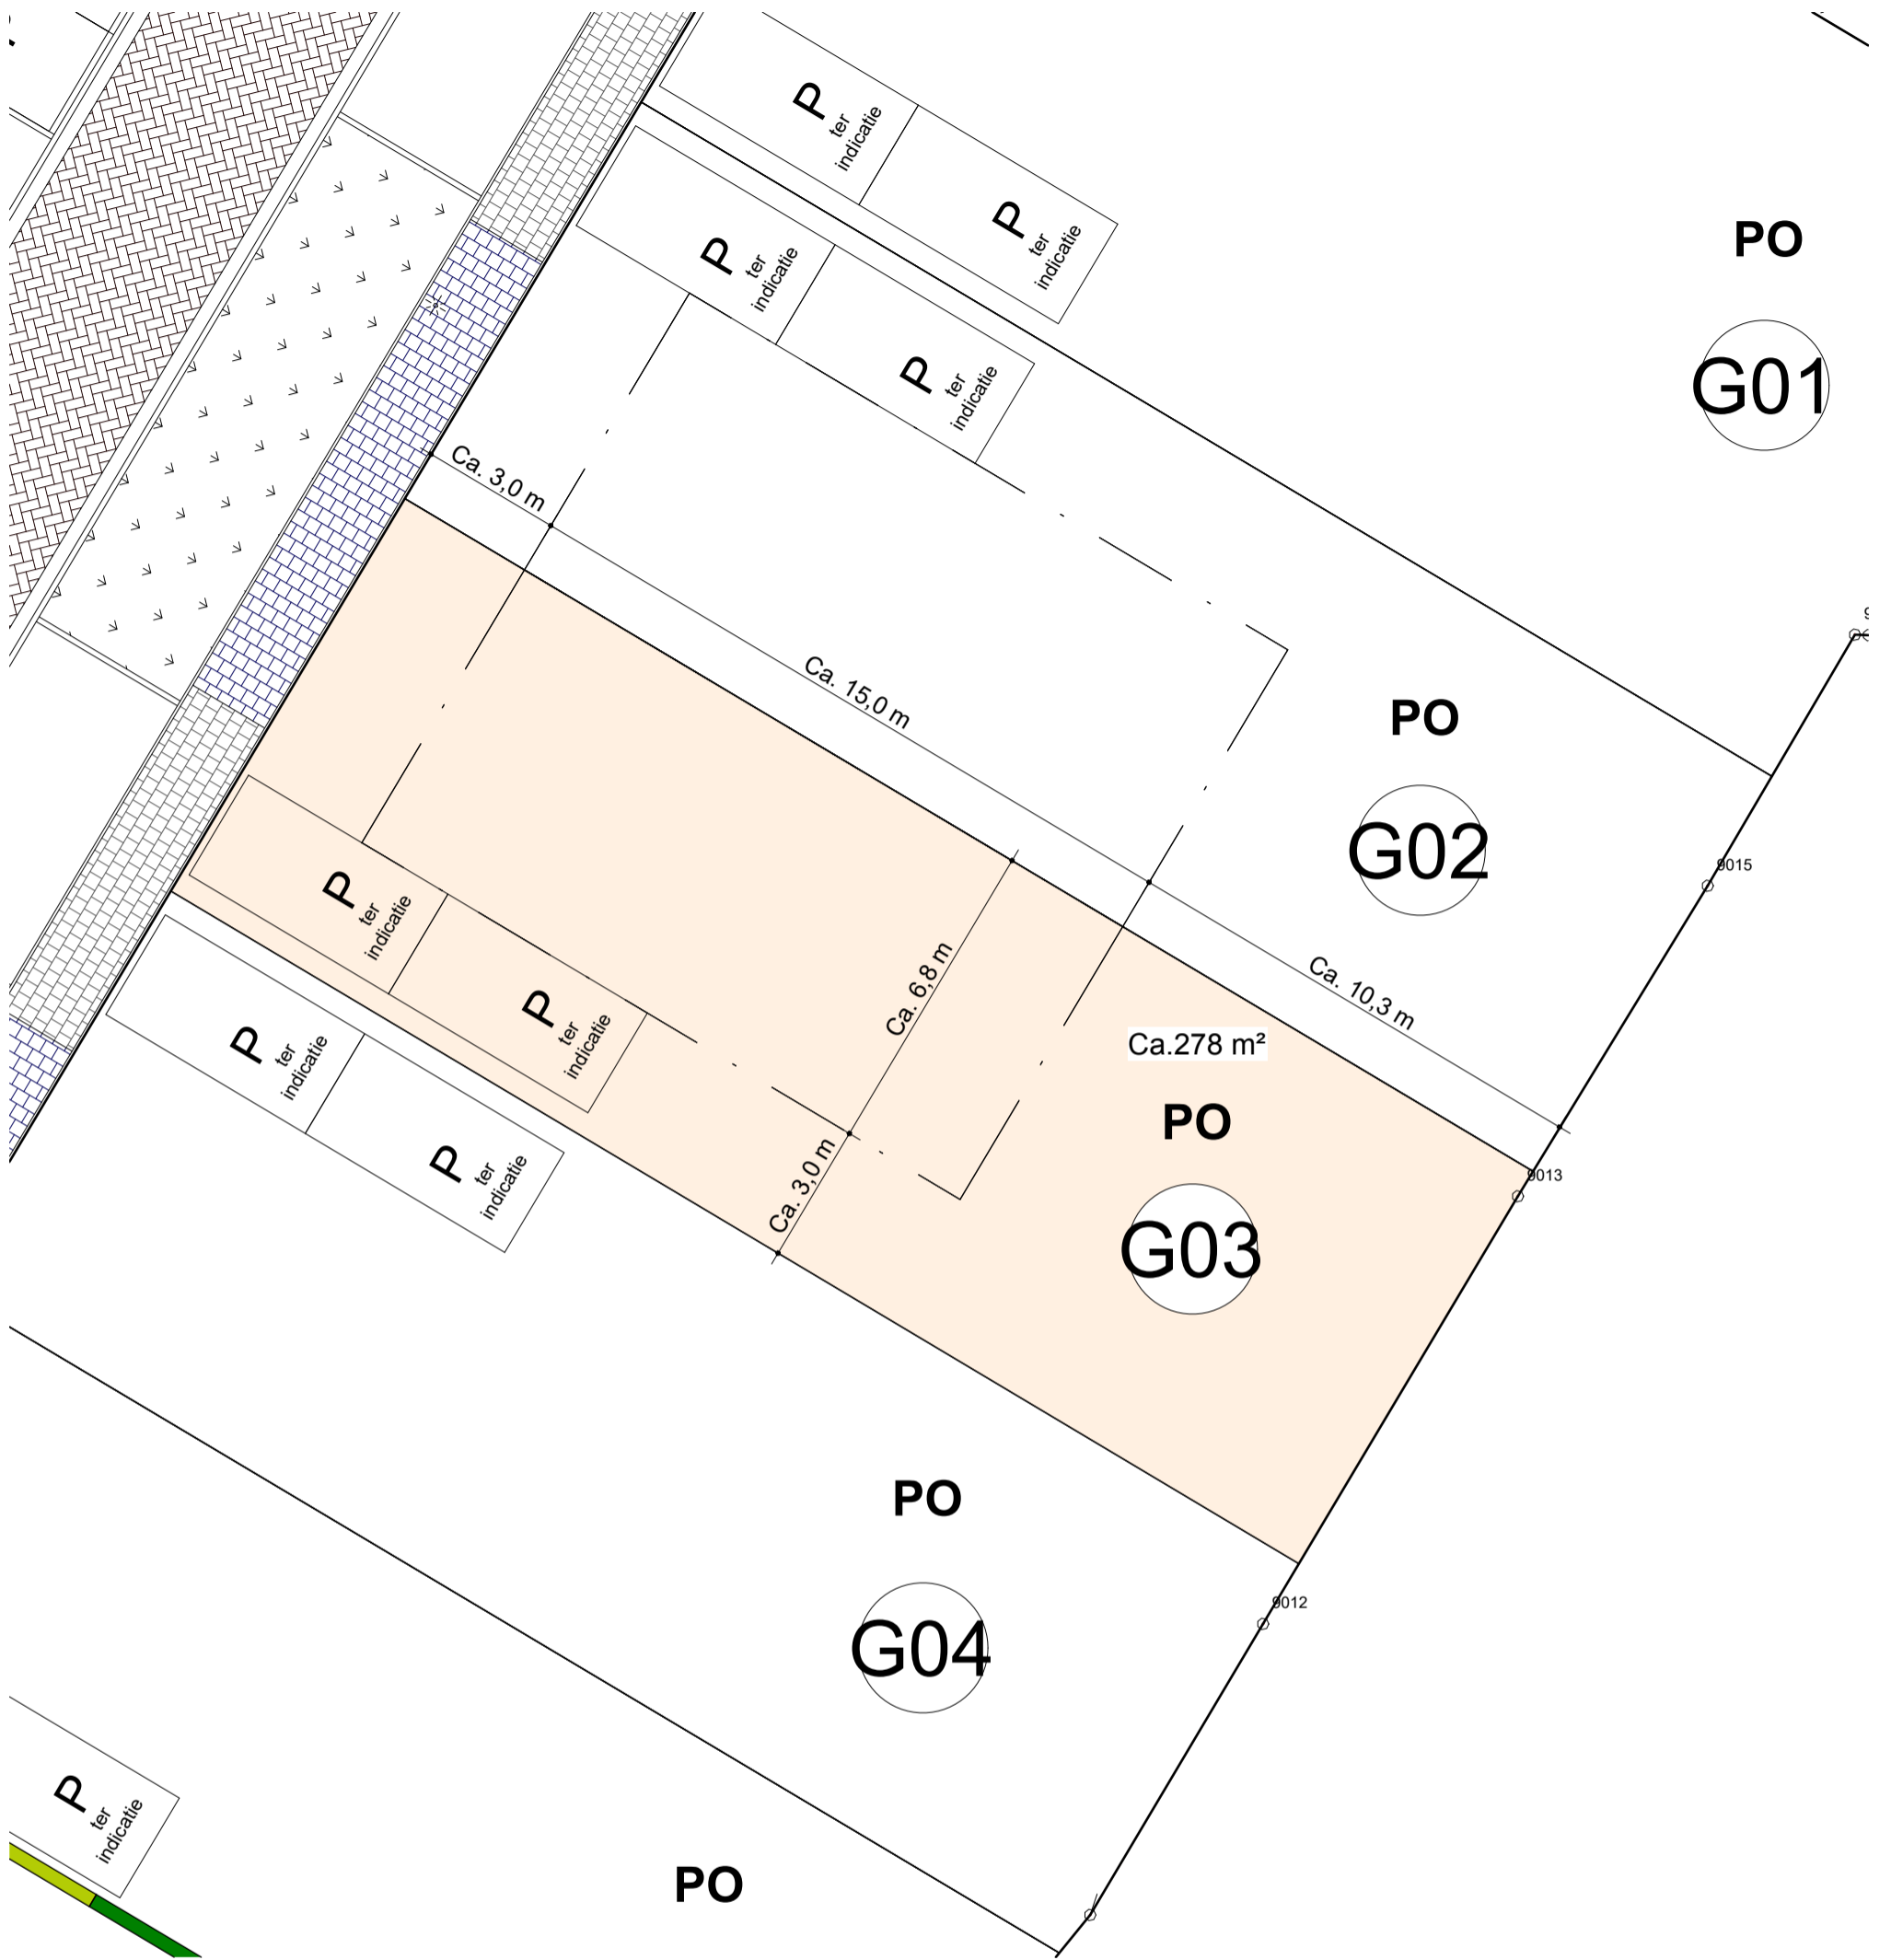 P
ter
indicatie
P
ter
indicatie
PO
G01
P
ter
indicatie
P
ter
indicatie
Ca. 3,0 m
Ca. 15,0 m
Ca. 10,3 m
PO
G02
9015
P
ter
indicatie
P
ter
indicatie
Ca. 6,8 m
Ca. 3,0 m
Ca.278 m²
PO
G03
9013
P
ter
indicatie
P
ter
indicatie
PO
G04
9012
P
ter
indicatie
PO